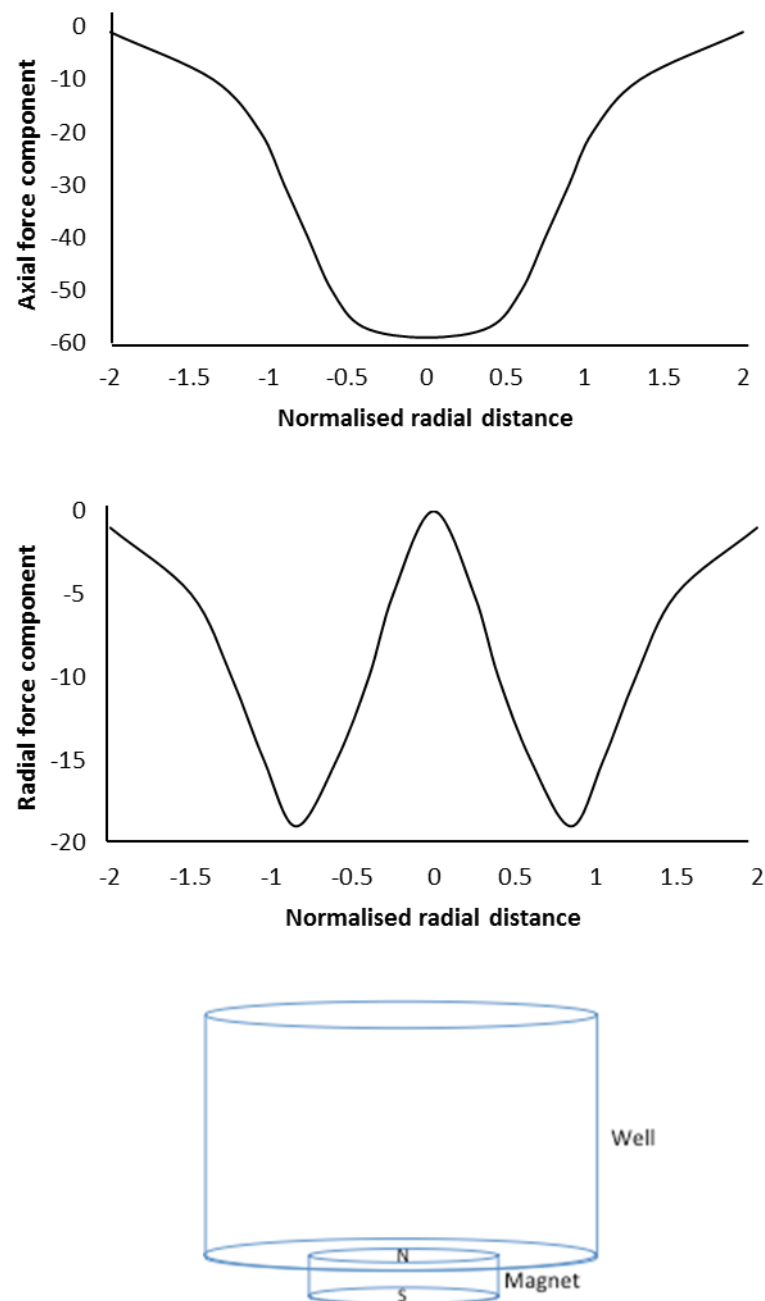 Axial force component
0
-10
-20
-30
-40
-50
-60
-2 -1.5 -1 -0.5 0 0.5 1 1.5 2
Normalised radial distance
Radial force component
0
-5
-10
-15
-20
-2 -1.5 -1 -0.5 0 0.5 1 1.5 2
Normalised radial distance
Well
N
Magnet
S